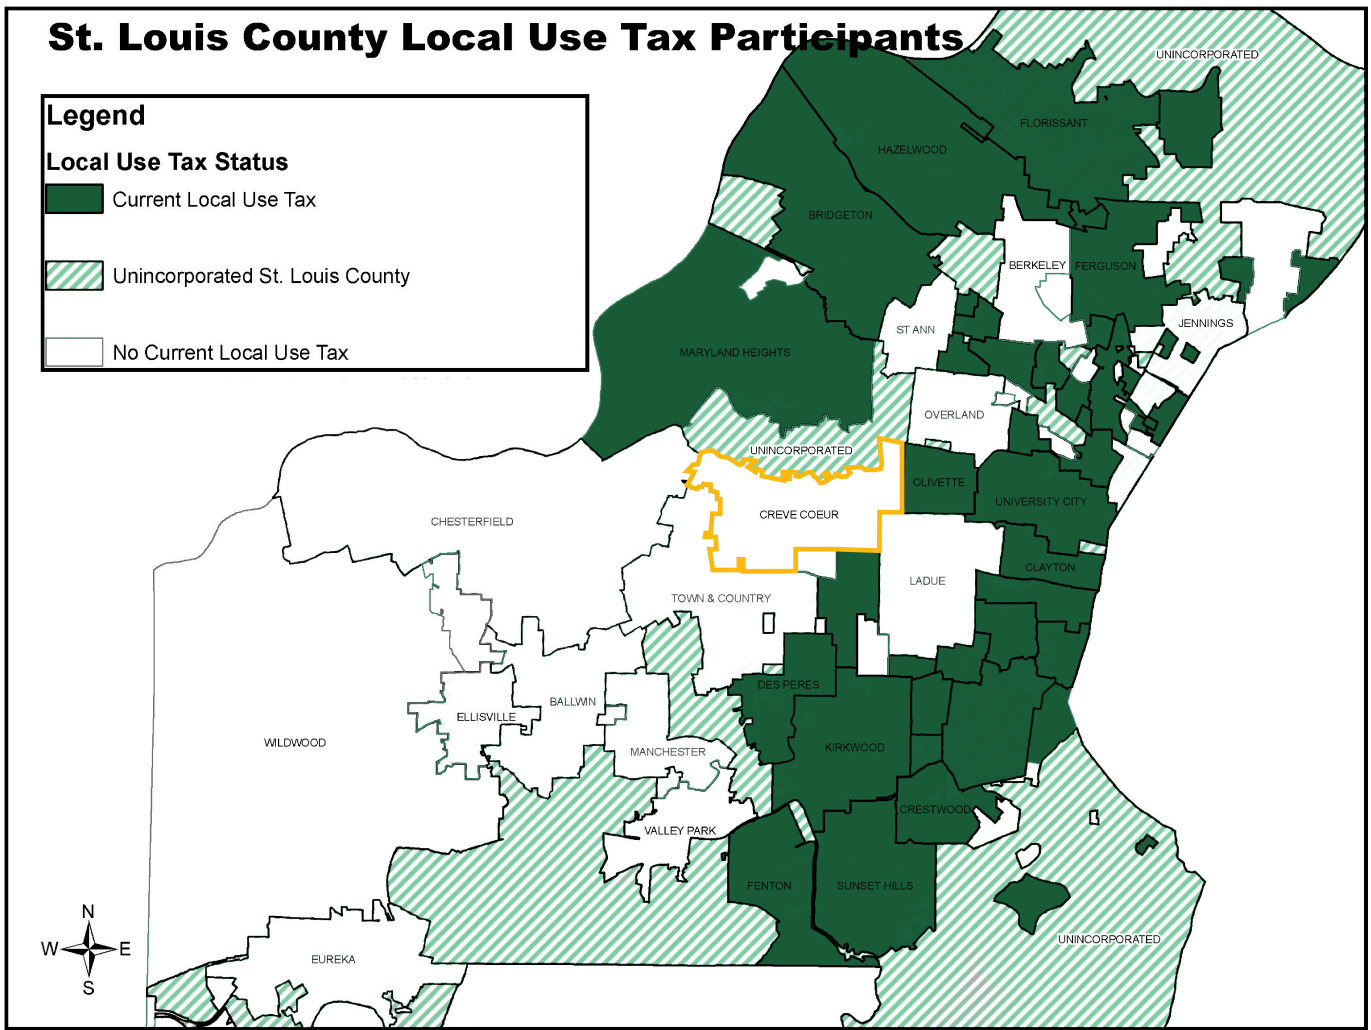 St. Louis County Local Use Tax Participants
UNINCORPORATED
Legend
Local Use Tax Status
Current Local Use Tax
Unincorporated St. Louis County
No Current Local Use Tax
FLORISSANT
HAZELWOOD
BRIDGETON
BERKELEY
FERGUSON
JENNINGS
ST ANN
MARYLAND HEIGHTS
OVERLAND
UNINCORPORATED
OLIVETTE
UNIVERSITY CITY
CREVE COEUR
CHESTERFIELD
CLAYTON
LADUE
TOWN & COUNTRY
DES PERES
BALLWIN
ELLISVILLE
WILDWOOD
MANCHESTER
KIRKWOOD
CRESTWOOD
VALLEY PARK
FENTON
SUNSET HILLS
UNINCORPORATED
EUREKA
N
W E
S